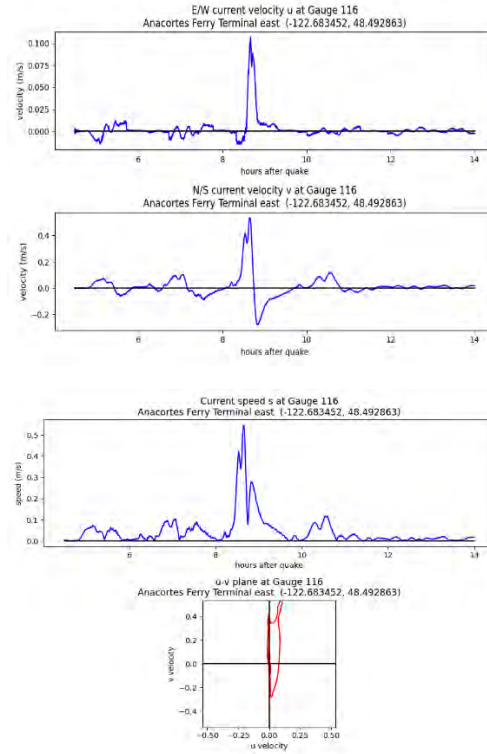 E/W current velocity u at Gauge 116
Anacortes Ferry Terminal east (-122.683452, 48.492863)
velocity (m/s)
0.100
0.075
0.050
0.025
0.000
6 8 10 12 14
hours after quake
N/S current velocity v at Gauge 116
Anacortes Ferry Terminal east (-122.683452, 48.492863)
velocity (m/s)
0.4
0.2
0.0
−0.2
6 8 10 12 14
hours after quake
Current speed s at Gauge 116
Anacortes Ferry Terminal east (-122.683452, 48.492863)
speed (m/s)
0.5
0.4
0.3
0.2
0.1
0.0
6 8 10 12 14
hours after quake
u-v plane at Gauge 116
Anacortes Ferry Terminal east (-122.683452, 48.492863)
v velocity
0.4
0.2
0.0
−0.2
−0.4
−0.50 −0.25 0.00 0.25 0.50
u velocity